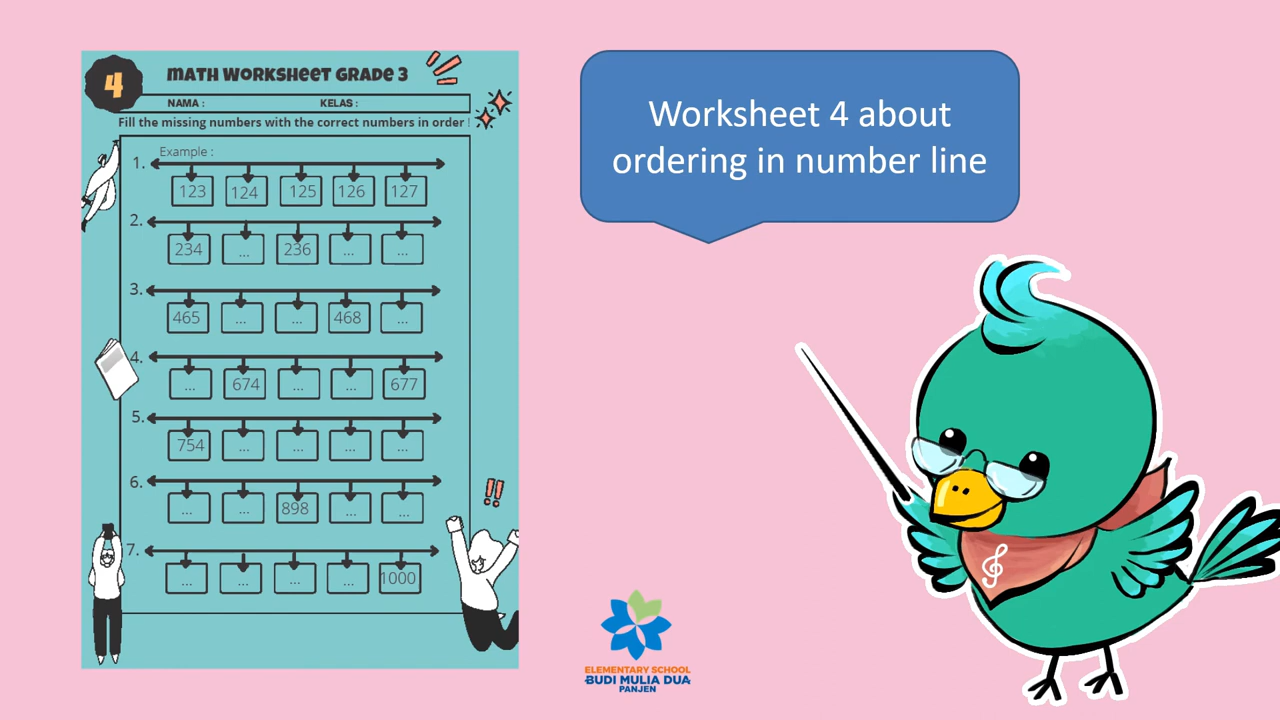 4
MATH WORKSHEET GRADE 3
NAMA : KELAS :
Fill the missing numbers with the correct numbers in order !
Example :
1.
123 124 125 126 127
2.
234 ... 236 ... ...
3.
465 ... ... 468 ...
4.
... 674 ... ... 677
5.
754 ... ... ... ...
6.
... ... 898 ... ...
7.
... ... ... ... 1000
!!
Worksheet 4 about
ordering in number line
ELEMENTARY SCHOOL
BUDI MULIA DUA
PANJEN